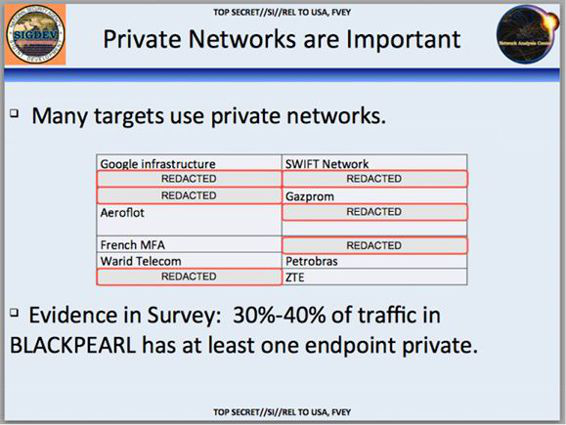 TOP SECRET//SI//REL TO USA, FVEY
SIGDEV
Private Networks are Important
Network Analysis Center
▫ Many targets use private networks.
Google infrastructure SWIFT Network
REDACTED REDACTED
REDACTED Gazprom
Aeroflot REDACTED
French MFA REDACTED
Warid Telecom Petrobras
REDACTED ZTE
▫ Evidence in Survey: 30%-40% of traffic in
BLACKPEARL has at least one endpoint private.
TOP SECRET//SI//REL TO USA, FVEY